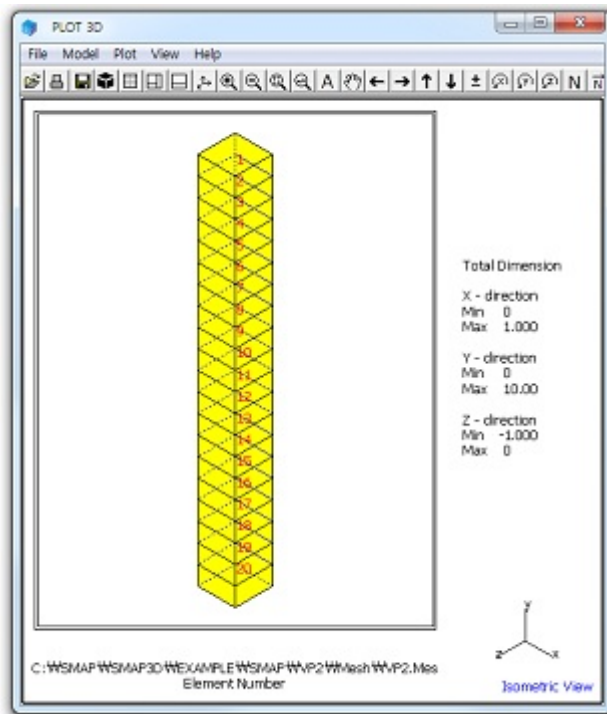 PLOT 3D
File Model Plot View Help
A N N
1
2
3
4
5
6
7
8
9
10
11
12
13
14
15
16
17
18
19
20
Total Dimension
X - direction
Min 0
Max 1.000
Y - direction
Min 0
Max 10.00
Z - direction
Min -1.000
Max 0
y
z x
C:₩SMAP₩SMAP3D₩EXAMPLE₩SMAP₩VP2₩Mesh₩VP2.Mes
Element Number
Isometric View